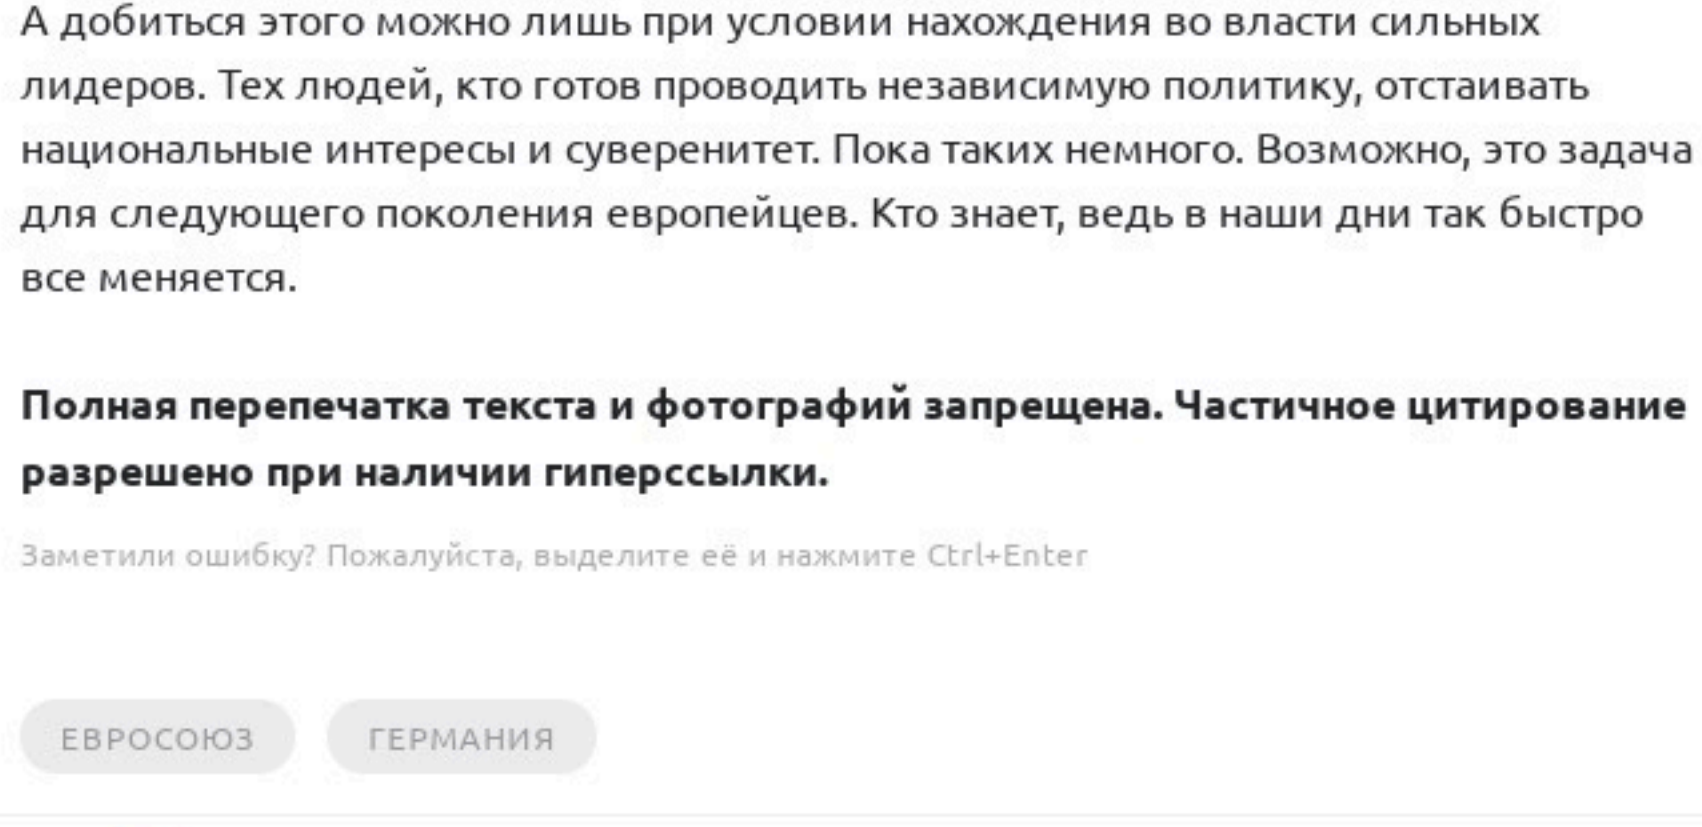 А добиться этого можно лишь при условии нахождения во власти сильных
лидеров. Тех людей, кто готов проводить независимую политику, отстаивать
национальные интересы и суверенитет. Пока таких немного. Возможно, это задача
для следующего поколения европейцев. Кто знает, ведь в наши дни так быстро
все меняется.
Полная перепечатка текста и фотографий запрещена. Частичное цитирование
разрешено при наличии гиперссылки.
Заметили ошибку? Пожалуйста, выделите её и нажмите Ctrl+Enter
ЕВРОСОЮЗ ГЕРМАНИЯ